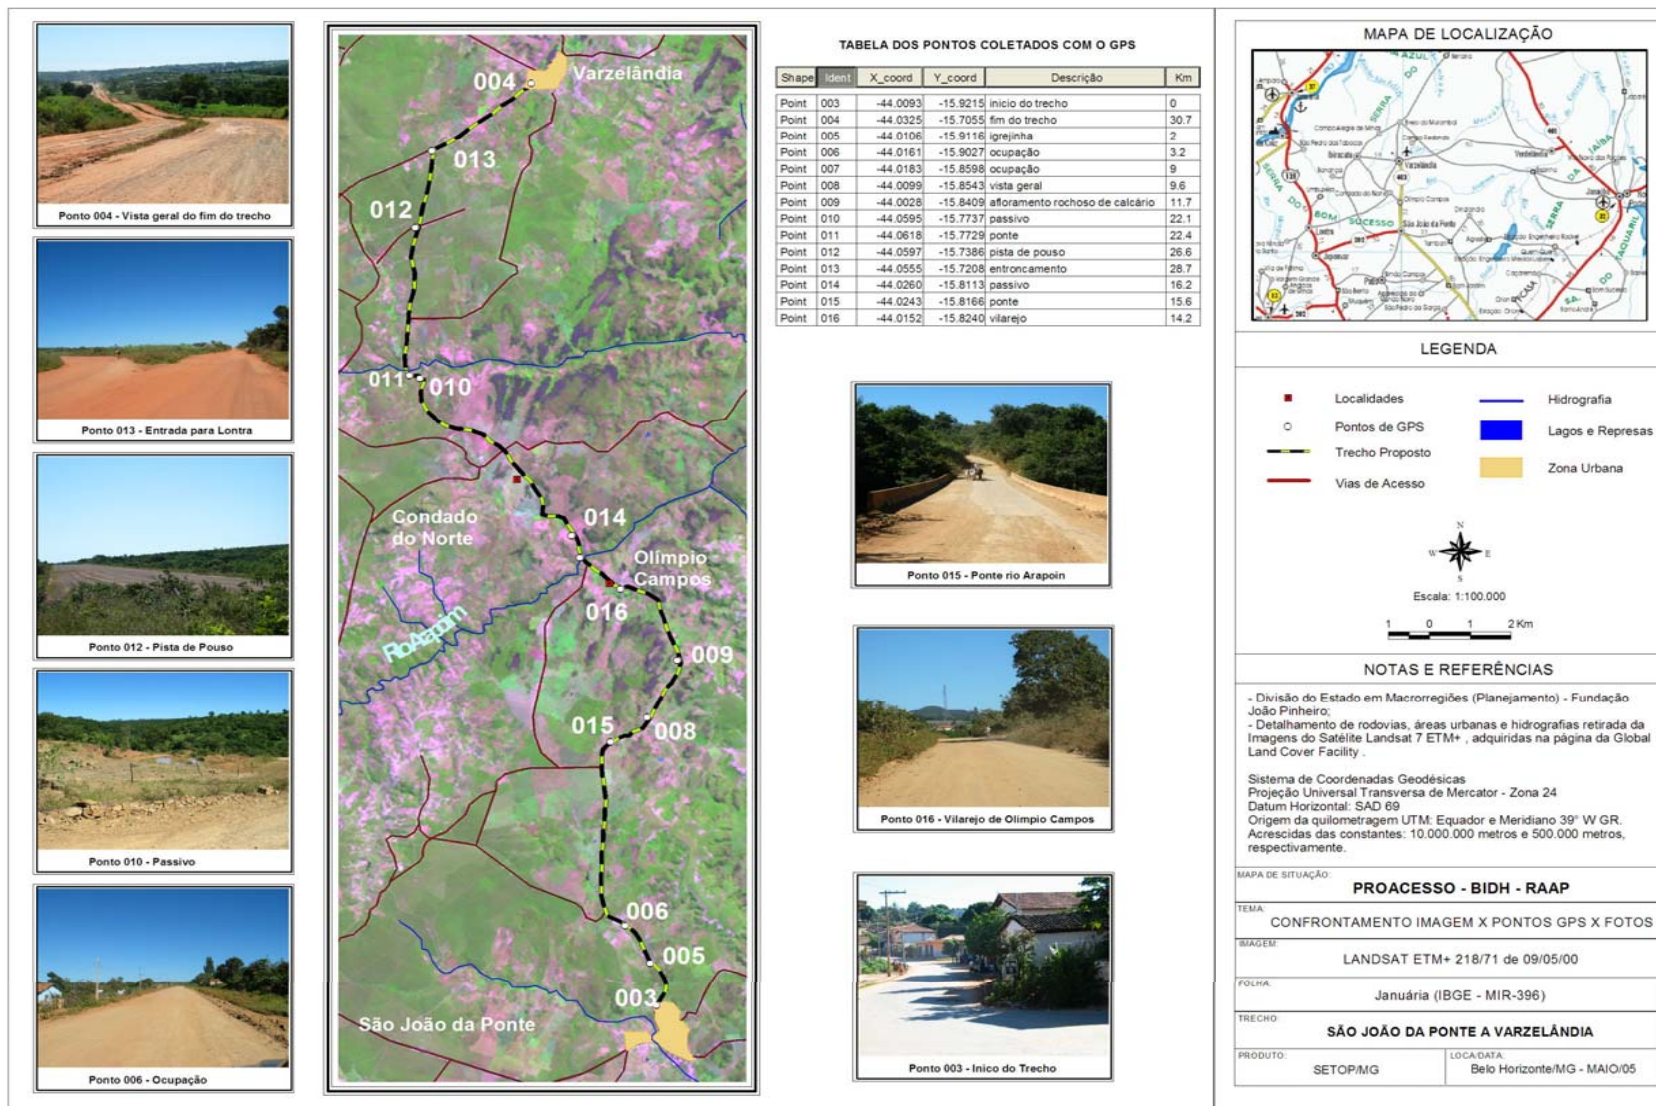 Ponto 004 - Vista geral do fim do trecho
Ponto 013 - Entrada para Lontra
Ponto 012 - Pista de Pouso
Ponto 010 - Passivo
Ponto 006 - Ocupação
004
Varzelândia
013
012
011
010
014
Condado
do Norte
Olímpio
Campos
016
Rio Arapoim
009
015
008
006
005
003
São João da Ponte
TABELA DOS PONTOS COLETADOS COM O GPS
Shape Ident X_coord Y_coord Descrição Km
Point 003 -44.0093 -15.9215 inicio do trecho 0
Point 004 -44.0325 -15.7055 fim do trecho 30.7
Point 005 -44.0106 -15.9116 igrejinha 2
Point 006 -44.0161 -15.9027 ocupação 3.2
Point 007 -44.0183 -15.8598 ocupação 9
Point 008 -44.0099 -15.8543 vista geral 9.6
Point 009 -44.0028 -15.8409 afloramento rochoso de calcário 11.7
Point 010 -44.0595 -15.7737 passivo 22.1
Point 011 -44.0618 -15.7729 ponte 22.4
Point 012 -44.0597 -15.7386 pista de pouso 26.6
Point 013 -44.0555 -15.7208 entroncamento 28.7
Point 014 -44.0260 -15.8113 passivo 16.2
Point 015 -44.0243 -15.8166 ponte 15.6
Point 016 -44.0152 -15.8240 vilarejo 14.2
Ponto 015 - Ponte rio Arapoin
Ponto 016 - Vilarejo de Olimpio Campos
Ponto 003 - Inico do Trecho
MAPA DE LOCALIZAÇÃO
Varzelândia
São João da Ponte
Lontra
Japonvar
Ibiracatu
Verdelândia
SERRA
DO
BOM
SUCESSO
LEGENDA
Localidades
Pontos de GPS
Trecho Proposto
Vias de Acesso
Hidrografia
Lagos e Represas
Zona Urbana
N
W E
S
Escala: 1:100.000
1 0 1 2 Km
NOTAS E REFERÊNCIAS
- Divisão do Estado em Macrorregiões (Planejamento) - Fundação
João Pinheiro;
- Detalhamento de rodovias, áreas urbanas e hidrografias retirada da
Imagens do Satélite Landsat 7 ETM+ , adquiridas na página da Global
Land Cover Facility .
Sistema de Coordenadas Geodésicas
Projeção Universal Transversa de Mercator - Zona 24
Datum Horizontal: SAD 69
Origem da quilometragem UTM: Equador e Meridiano 39° W GR.
Acrescidas das constantes: 10.000.000 metros e 500.000 metros,
respectivamente.
MAPA DE SITUAÇÃO:
PROACESSO - BIDH - RAAP
TEMA:
CONFRONTAMENTO IMAGEM X PONTOS GPS X FOTOS
IMAGEM:
LANDSAT ETM+ 218/71 de 09/05/00
FOLHA:
Januária (IBGE - MIR-396)
TRECHO:
SÃO JOÃO DA PONTE A VARZELÂNDIA
PRODUTO:
SETOP/MG
LOCA/DATA:
Belo Horizonte/MG - MAIO/05